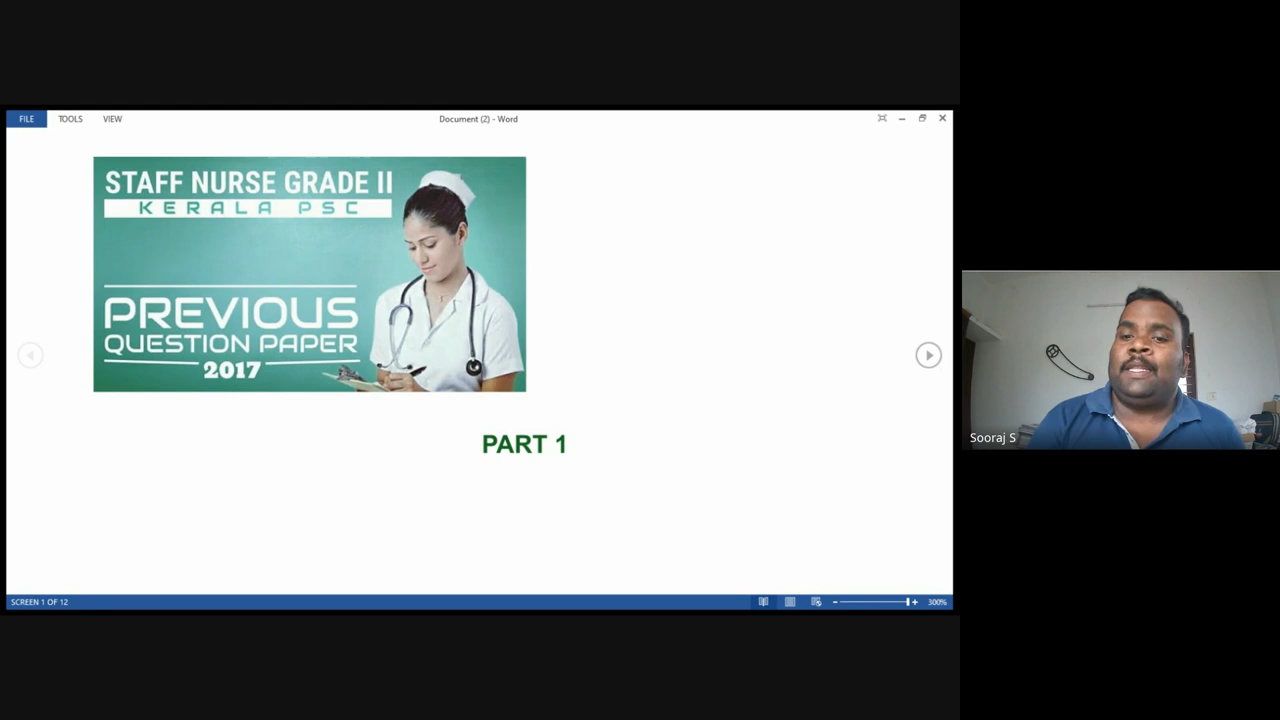 FILE TOOLS VIEW Document (2) - Word
STAFF NURSE GRADE II
KERALA PSC
PREVIOUS
QUESTION PAPER
2017
PART 1
SCREEN 1 OF 12 300%
Sooraj S